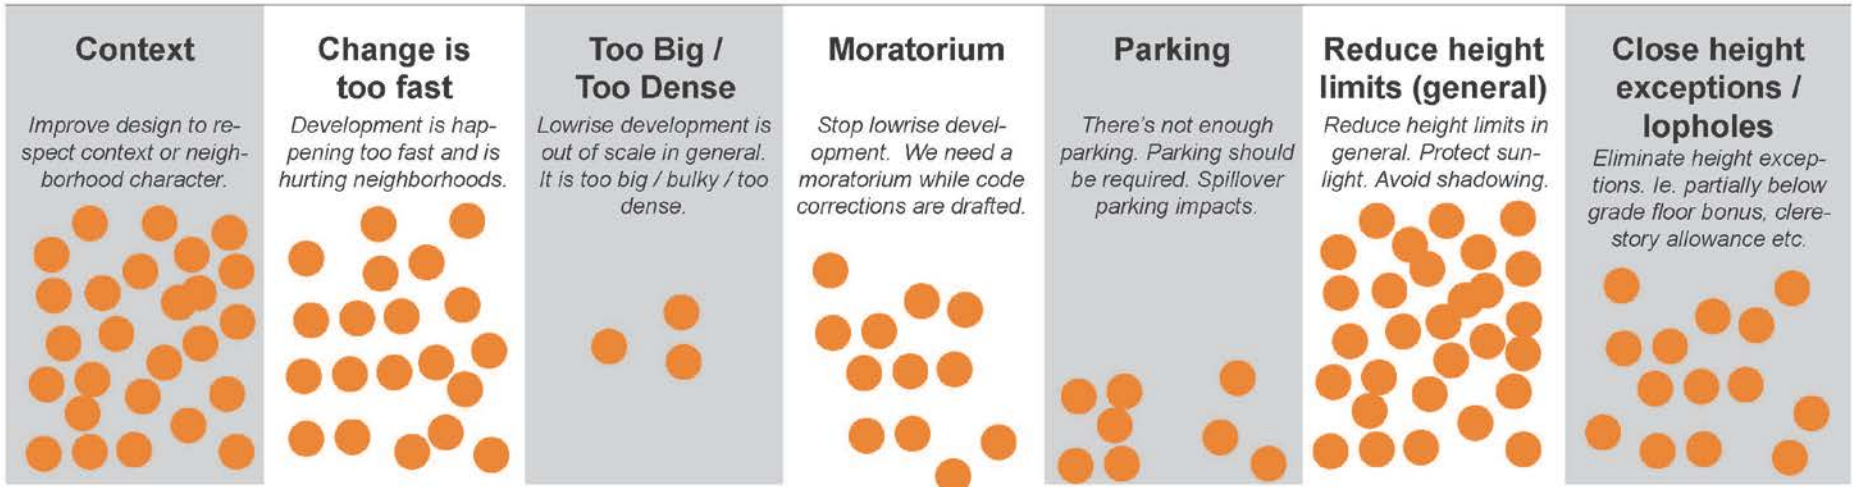 Context
Improve design to re-
spect context or neigh-
borhood character.
Change is
too fast
Development is hap-
pening too fast and is
hurting neighborhoods.
Too Big /
Too Dense
Lowrise development is
out of scale in general.
It is too big / bulky / too
dense.
Moratorium
Stop lowrise devel-
opment.  We need a
moratorium while code
corrections are drafted.
Parking
There's not enough
parking. Parking should
be required. Spillover
parking impacts.
Reduce height
limits (general)
Reduce height limits in
general. Protect sun-
light. Avoid shadowing.
Close height
exceptions /
lopholes
Eliminate height excep-
tions. Ie. partially below
grade floor bonus, clere-
story allowance etc.